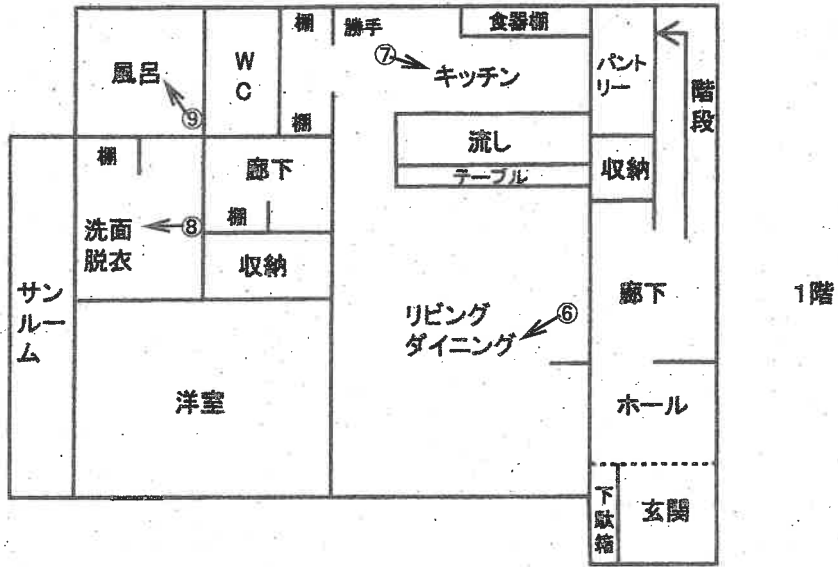 棚
勝手
食器棚
風呂
W
C
⑦
キッチン
パント
リー
階段
⑨
棚
流し
テーブル
収納
棚
廊下
棚
洗面
脱衣
⑧
収納
サン
ルー
ム
リビング
ダイニング
⑥
廊下
1階
洋室
ホール
下駄箱
玄関